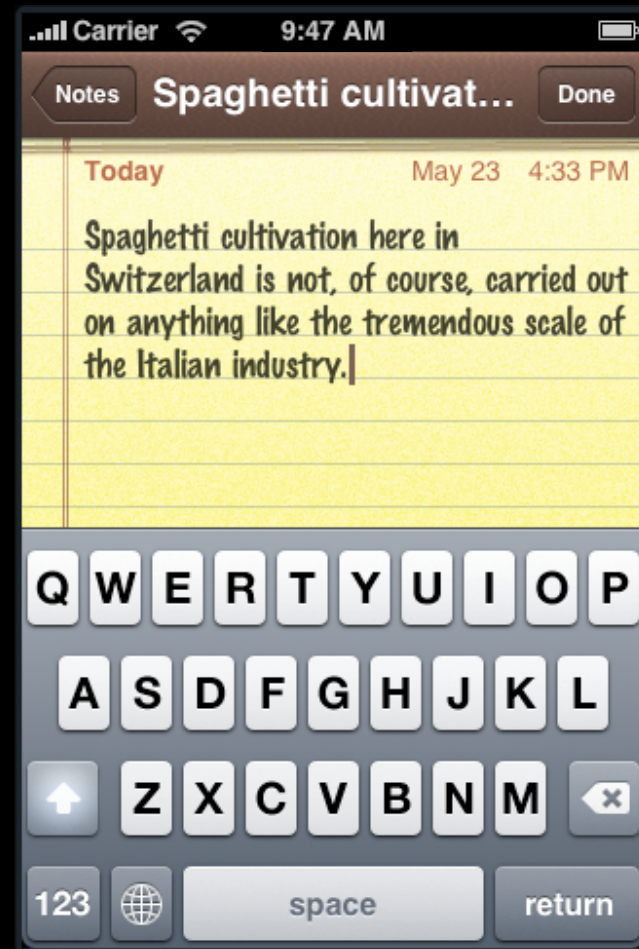 Carrier 9:47 AM
Notes Spaghetti cultivat... Done
Today May 23 4:33 PM
Spaghetti cultivation here in
Switzerland is not, of course, carried out
on anything like the tremendous scale of
the Italian industry.
Q W E R T Y U I O P
A S D F G H J K L
Z X C V B N M
123 space return